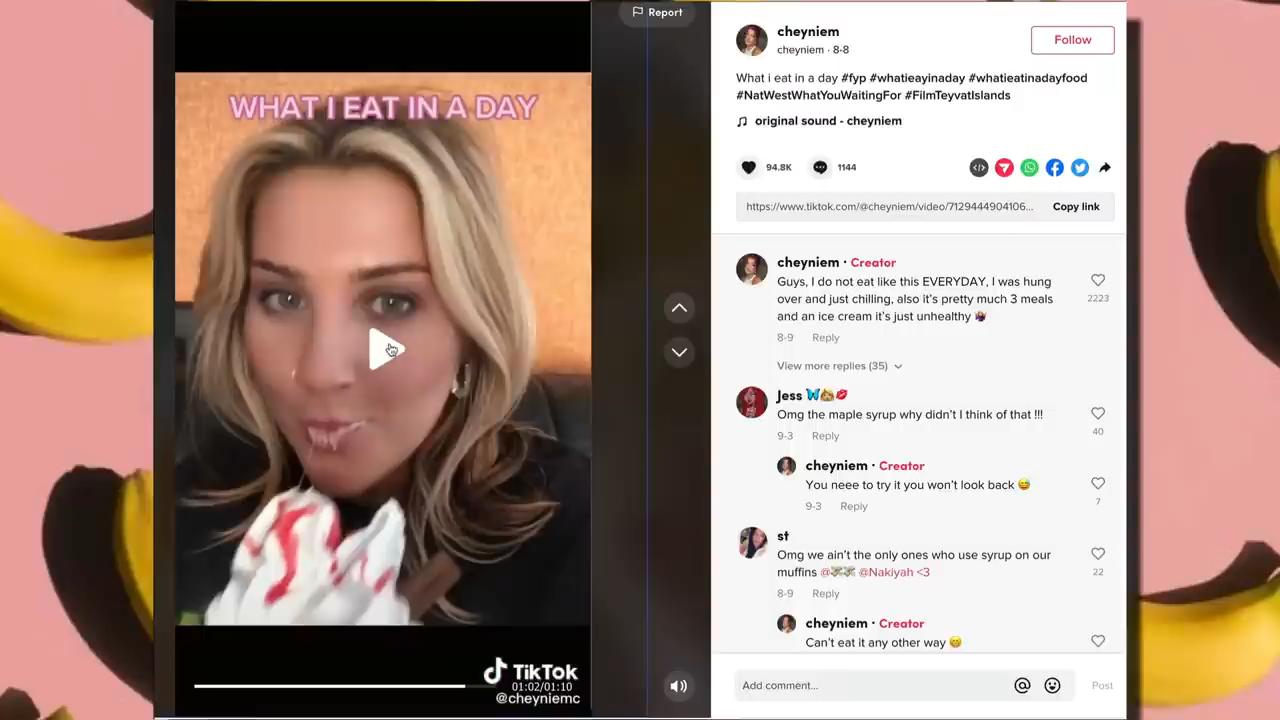 Report
WHAT I EAT IN A DAY
TikTok
01:02/01:10
@cheyniemc
cheyniem
cheyniem · 8-8
Follow
What i eat in a day #fyp #whatieayinaday #whatieatinadayfood
#NatWestWhatYouWaitingFor #FilmTeyvatIslands
original sound - cheyniem
94.8K
1144
https://www.tiktok.com/@cheyniem/video/7129444904106...
Copy link
cheyniem · Creator
Guys, I do not eat like this EVERYDAY, I was hung
over and just chilling, also it's pretty much 3 meals
and an ice cream it's just unhealthy 🤷🏾‍♀️
2223
8-9 Reply
View more replies (35)
Jess 🦋🙈💋
Omg the maple syrup why didn't I think of that !!!
40
9-3 Reply
cheyniem · Creator
You neee to try it you won't look back 😅
7
9-3 Reply
st
Omg we ain't the only ones who use syrup on our
muffins @💸💸 @Nakiyah <3
22
8-9 Reply
cheyniem · Creator
Can't eat it any other way 😁
Add comment...
Post